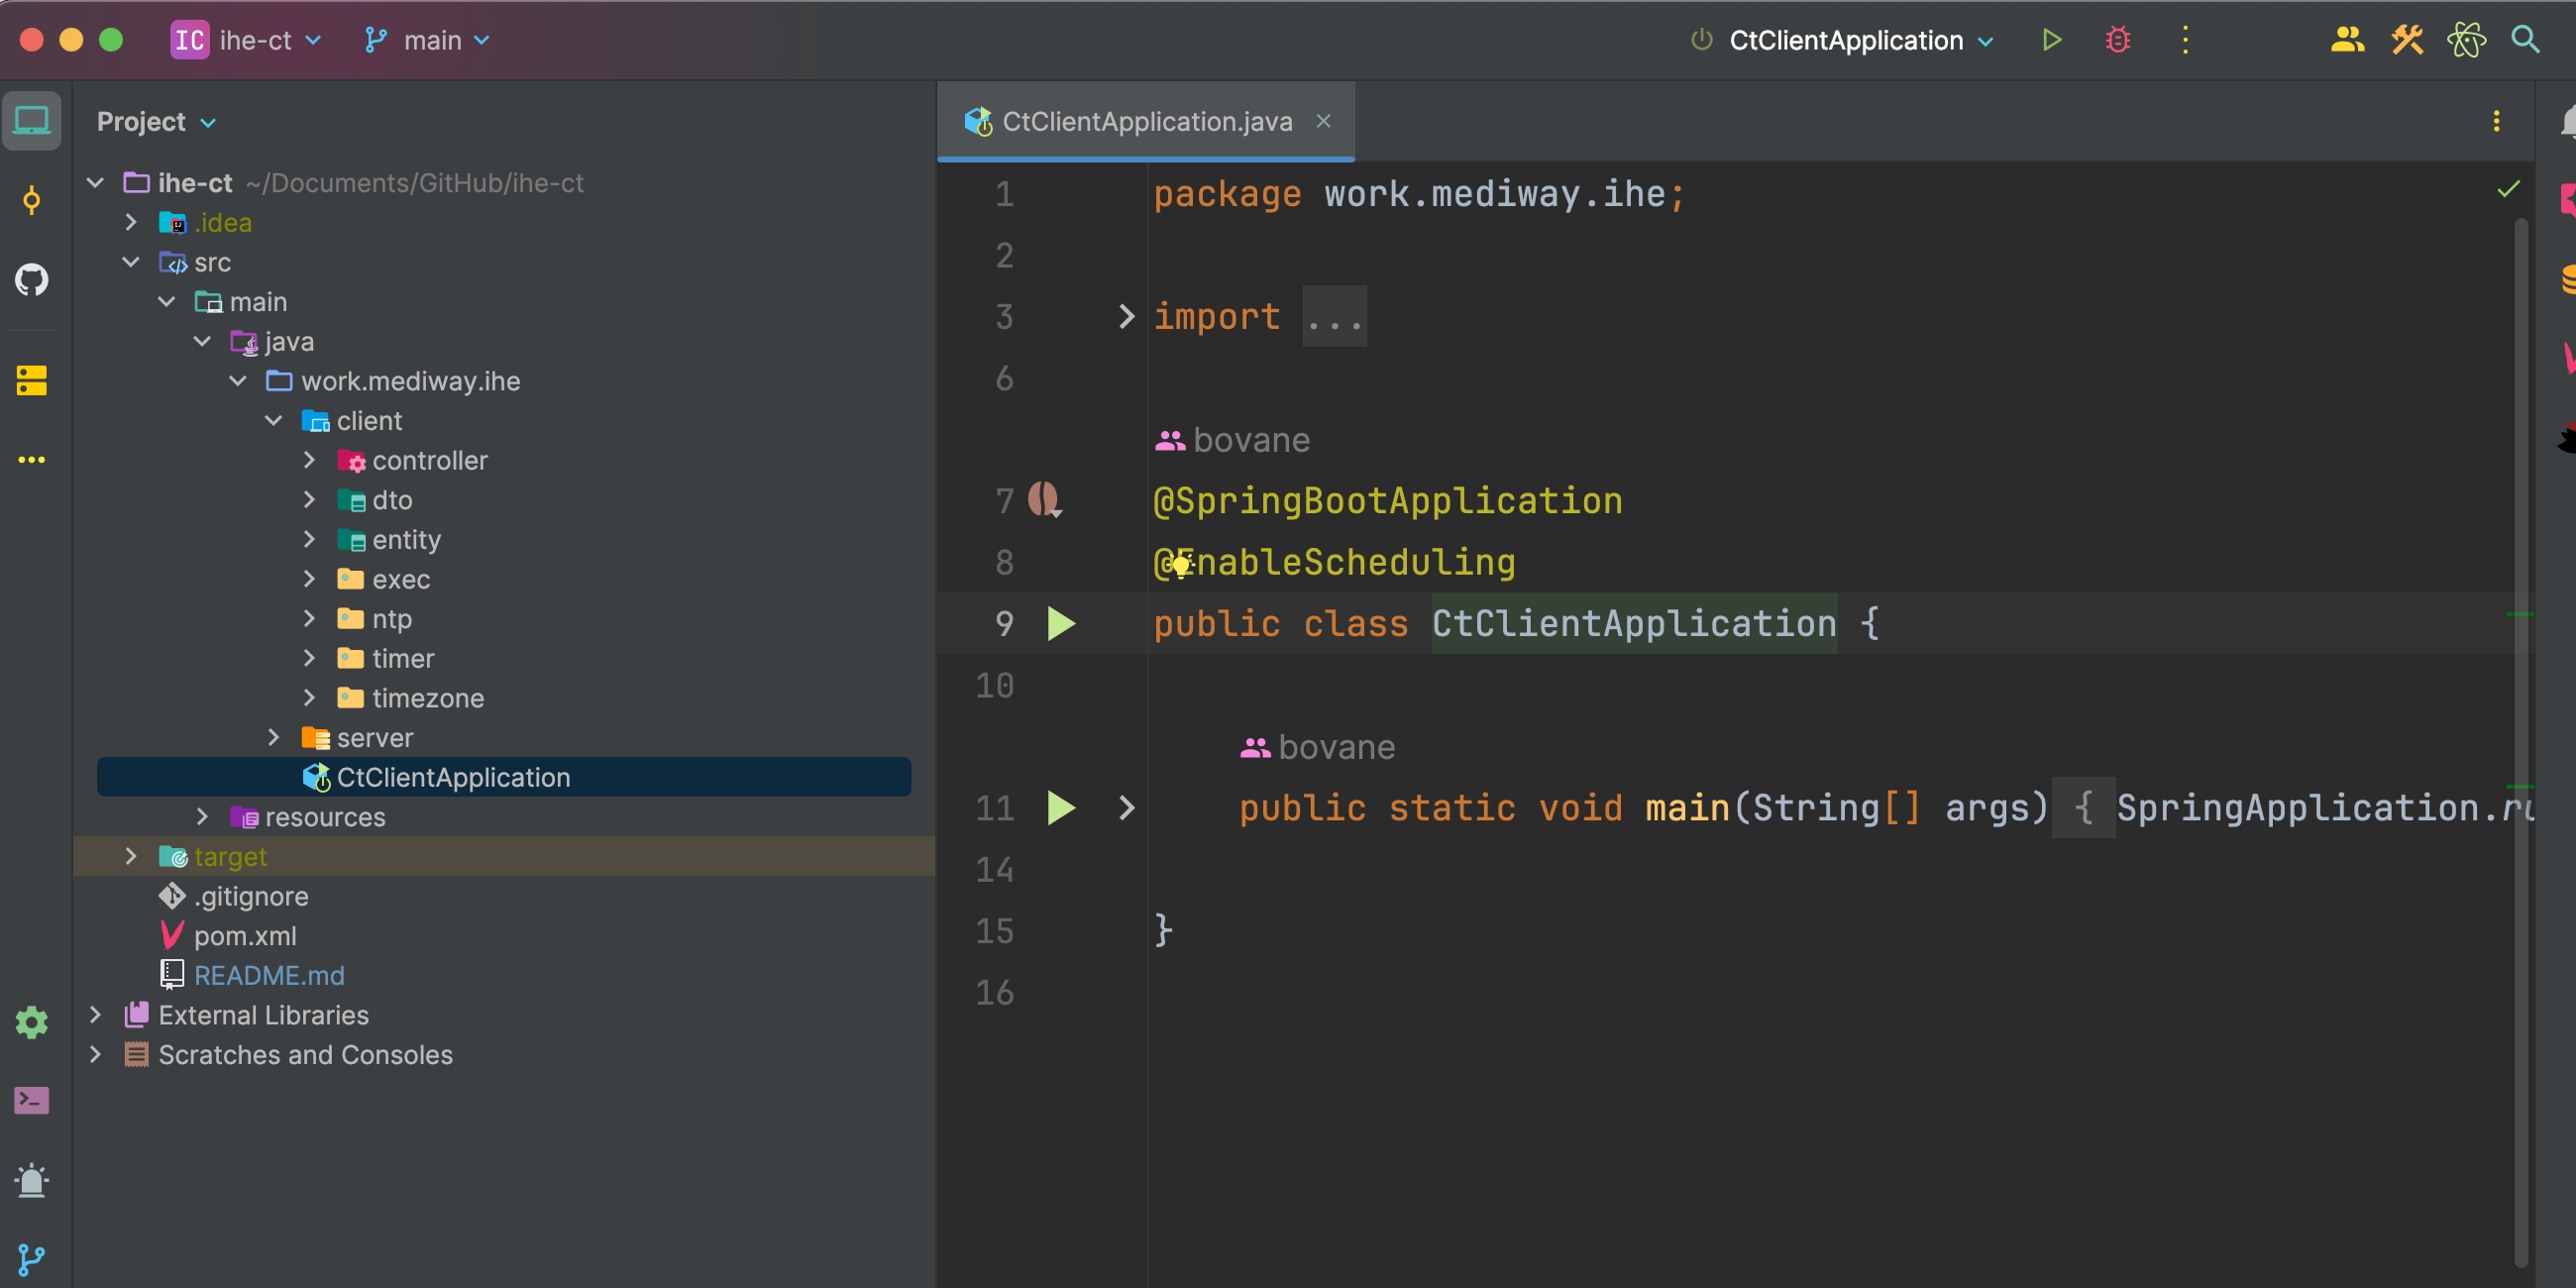 IC ihe-ct main CtClientApplication
Project
ihe-ct ~/Documents/GitHub/ihe-ct
.idea
src
main
java
work.mediway.ihe
client
controller
dto
entity
exec
ntp
timer
timezone
server
CtClientApplication
resources
target
.gitignore
pom.xml
README.md
External Libraries
Scratches and Consoles
CtClientApplication.java
1 package work.mediway.ihe;
2
3 import ...
6
bovane
7 @SpringBootApplication
8 @EnableScheduling
9 public class CtClientApplication {
10
bovane
11 public static void main(String[] args) { SpringApplication.ru
14
15 }
16